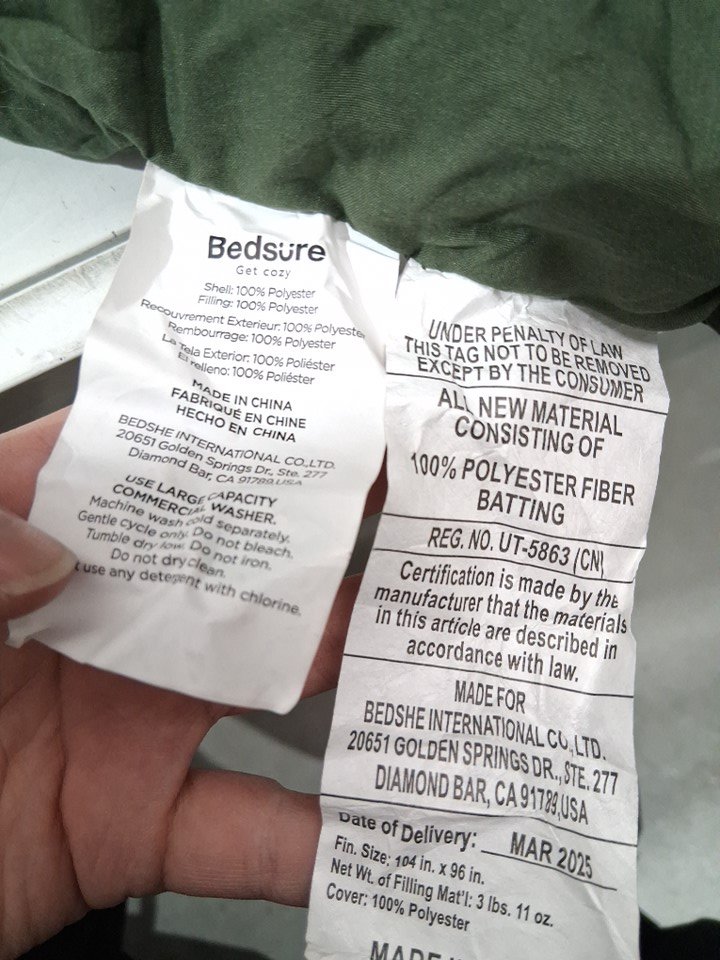 Bedsure
Get cozy
Shell: 100% Polyester
Filling: 100% Polyester
Recouvrement Exterieur: 100% Polyester
Rembourrage: 100% Polyester
La Tela Exterior: 100% Poliéster
El relleno: 100% Poliéster
MADE IN CHINA
FABRIQUÉ EN CHINE
HECHO EN CHINA
BEDSHE INTERNATIONAL CO.,LTD.
20651 Golden Springs Dr., Ste. 277
Diamond Bar, CA 91789,USA
USE LARGE CAPACITY
COMMERCIAL WASHER.
Machine wash cold separately.
Gentle cycle only. Do not bleach.
Tumble dry low. Do not iron.
Do not dryclean.
use any detergent with chlorine.
UNDER PENALTY OF LAW
THIS TAG NOT TO BE REMOVED
EXCEPT BY THE CONSUMER
ALL NEW MATERIAL
CONSISTING OF
100% POLYESTER FIBER
BATTING
REG. NO. UT-5863 (CN)
Certification is made by the
manufacturer that the materials
in this article are described in
accordance with law.
MADE FOR
BEDSHE INTERNATIONAL CO.,LTD.
20651 GOLDEN SPRINGS DR., STE. 277
DIAMOND BAR, CA 91789,USA
Date of Delivery: MAR 2025
Fin. Size: 104 in. x 96 in.
Net Wt. of Filling Mat'l: 3 lbs. 11 oz.
Cover: 100% Polyester
MADE